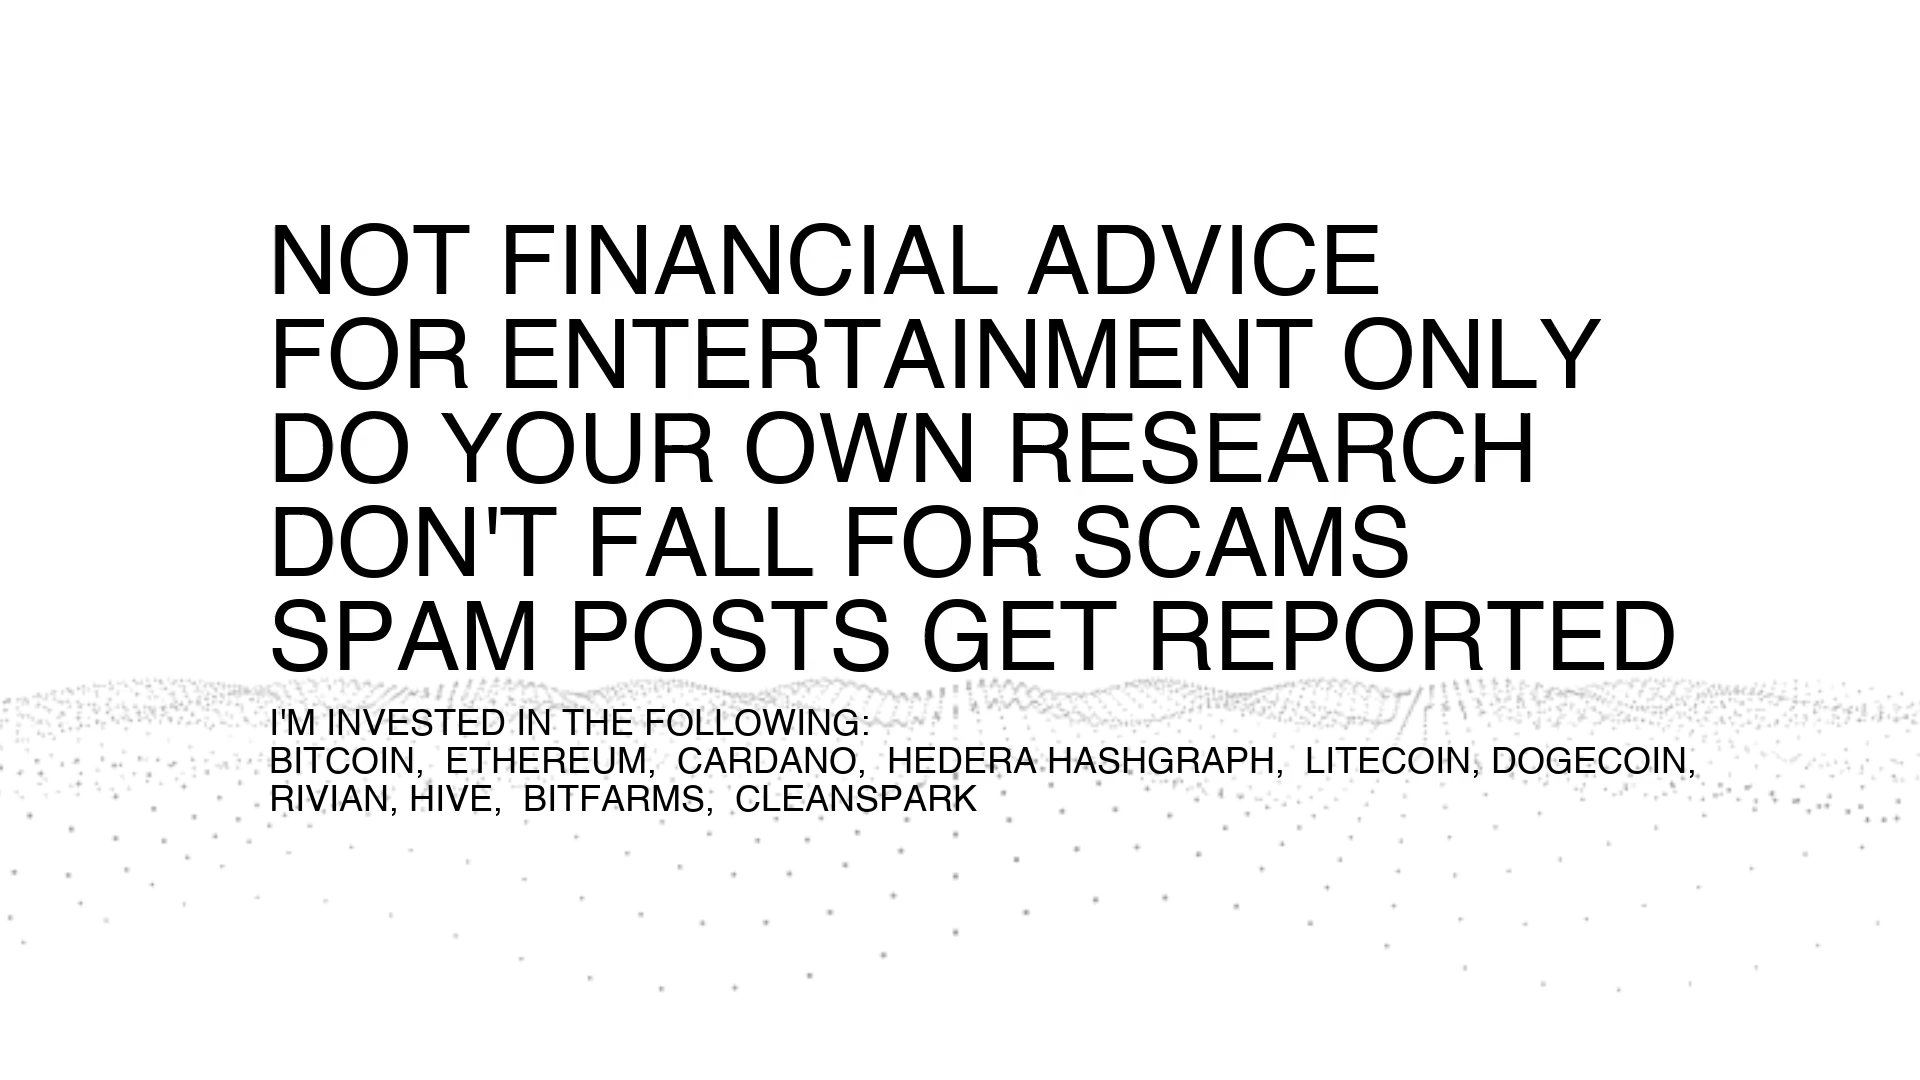 NOT FINANCIAL ADVICE
FOR ENTERTAINMENT ONLY
DO YOUR OWN RESEARCH
DON'T FALL FOR SCAMS
SPAM POSTS GET REPORTED
I'M INVESTED IN THE FOLLOWING:
BITCOIN, ETHEREUM, CARDANO, HEDERA HASHGRAPH, LITECOIN, DOGECOIN,
RIVIAN, HIVE, BITFARMS, CLEANSPARK